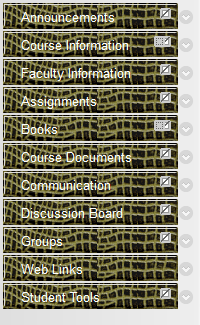 Announcements
Course Information
Faculty Information
Assignments
Books
Course Documents
Communication
Discussion Board
Groups
Web Links
Student Tools